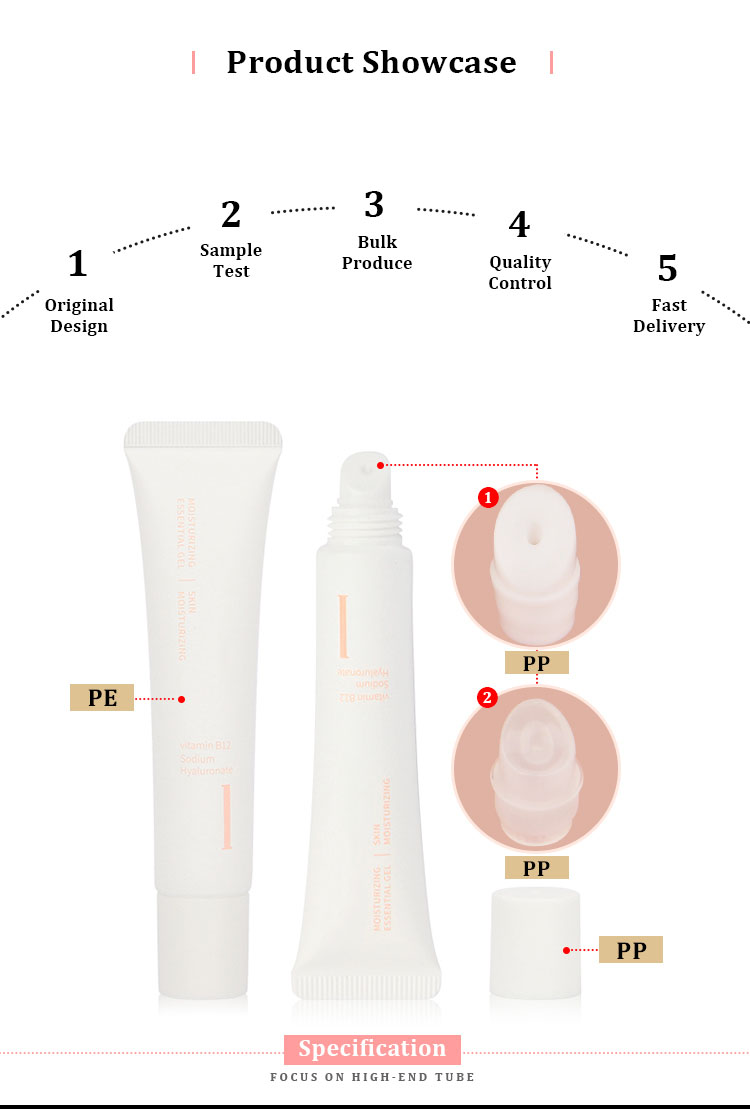 Product Showcase
1
Original
Design
2
Sample
Test
3
Bulk
Produce
4
Quality
Control
5
Fast
Delivery
MOISTURIZING
ESSENTIAL GEL | SKIN
MOISTURIZING
vitamin B12
Sodium
Hyaluronate
PE
vitamin B12
Sodium
Hyaluronate
MOISTURIZING | SKIN
ESSENTIAL GEL MOISTURIZING
1
PP
2
PP
PP
Specification
FOCUS ON HIGH-END TUBE